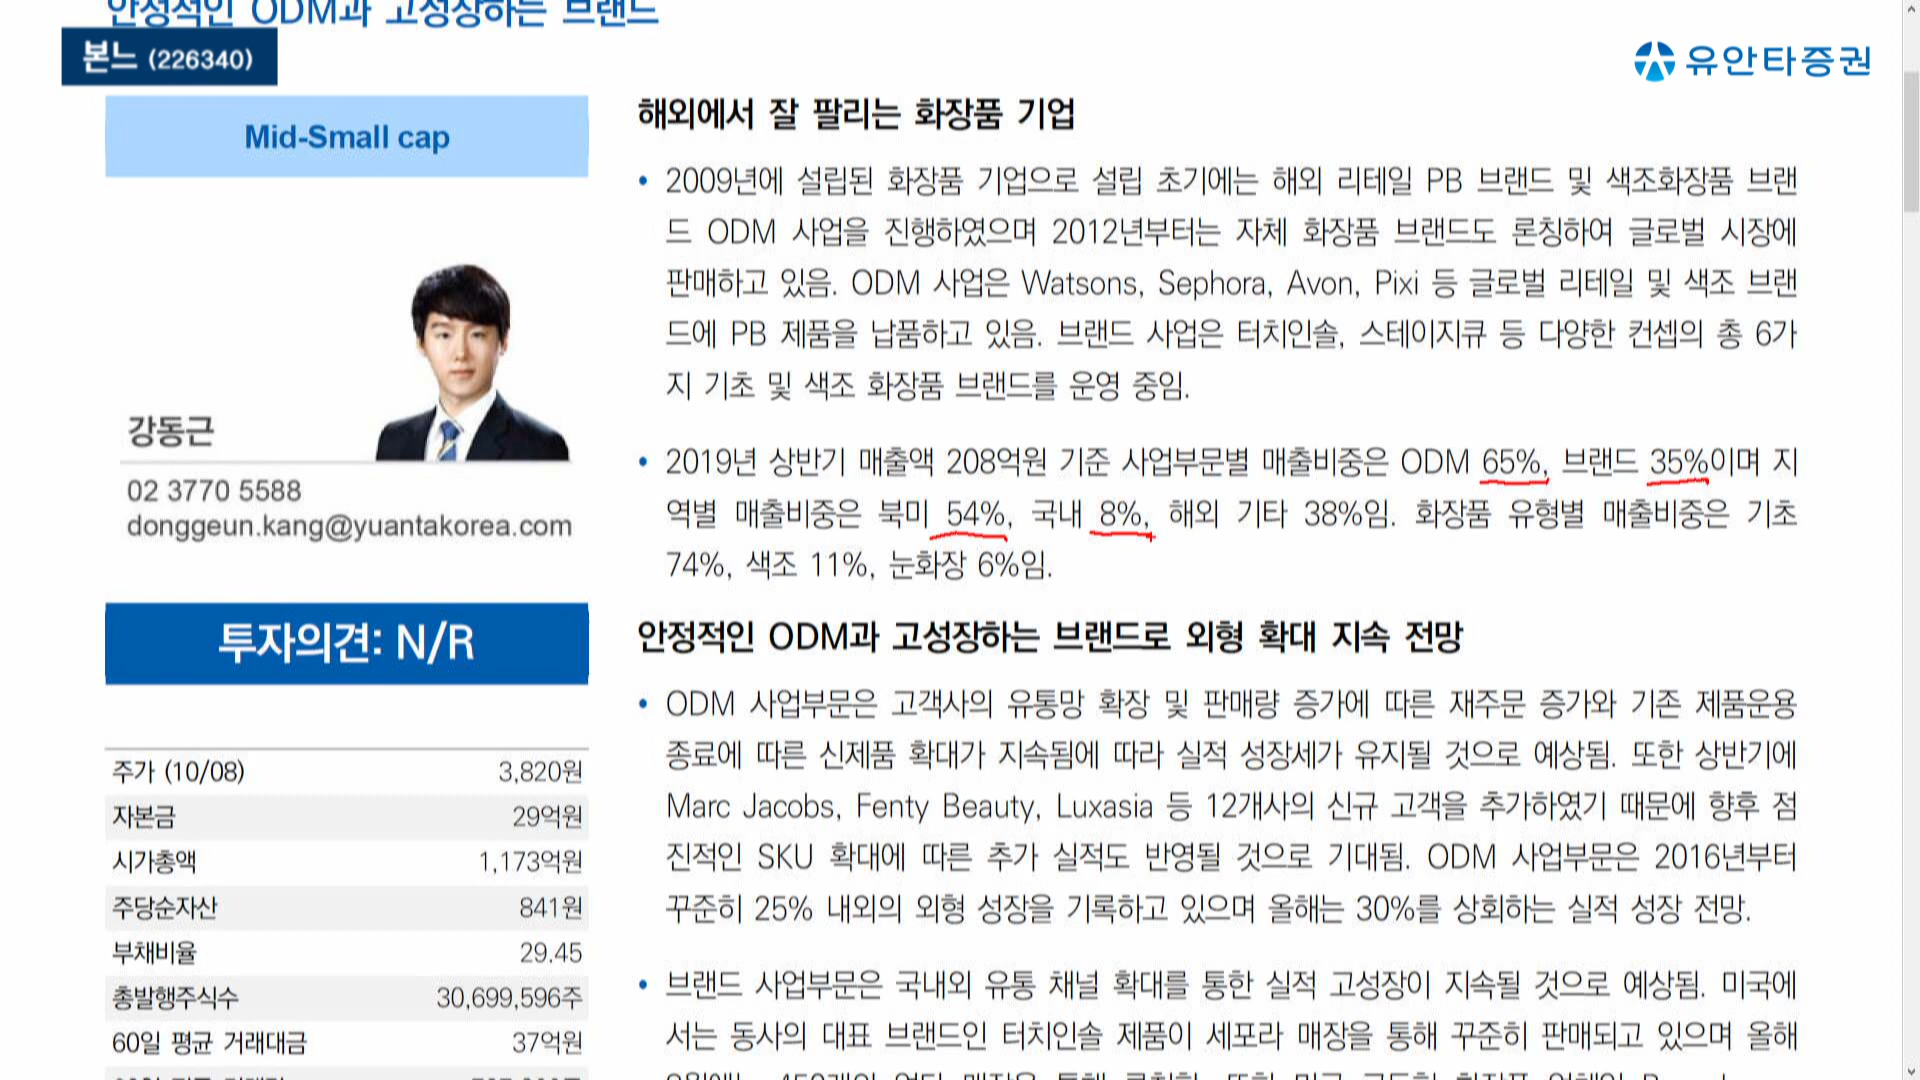 안정적인 ODM과 고성장하는 브랜드
본느 (226340)
유안타증권
Mid-Small cap
강동근
02 3770 5588
donggeun.kang@yuantakorea.com
투자의견: N/R
주가 (10/08) 3,820원
자본금 29억원
시가총액 1,173억원
주당순자산 841원
부채비율 29.45
총발행주식수 30,699,596주
60일 평균 거래대금 37억원
해외에서 잘 팔리는 화장품 기업
• 2009년에 설립된 화장품 기업으로 설립 초기에는 해외 리테일 PB 브랜드 및 색조화장품 브랜
드 ODM 사업을 진행하였으며 2012년부터는 자체 화장품 브랜드도 론칭하여 글로벌 시장에
판매하고 있음. ODM 사업은 Watsons, Sephora, Avon, Pixi 등 글로벌 리테일 및 색조 브랜
드에 PB 제품을 납품하고 있음. 브랜드 사업은 터치인솔, 스테이지큐 등 다양한 컨셉의 총 6가
지 기초 및 색조 화장품 브랜드를 운영 중임.
• 2019년 상반기 매출액 208억원 기준 사업부문별 매출비중은 ODM 65%, 브랜드 35%이며 지
역별 매출비중은 북미 54%, 국내 8%, 해외 기타 38%임. 화장품 유형별 매출비중은 기초
74%, 색조 11%, 눈화장 6%임.
안정적인 ODM과 고성장하는 브랜드로 외형 확대 지속 전망
• ODM 사업부문은 고객사의 유통망 확장 및 판매량 증가에 따른 재주문 증가와 기존 제품운용
종료에 따른 신제품 확대가 지속됨에 따라 실적 성장세가 유지될 것으로 예상됨. 또한 상반기에
Marc Jacobs, Fenty Beauty, Luxasia 등 12개사의 신규 고객을 추가하였기 때문에 향후 점
진적인 SKU 확대에 따른 추가 실적도 반영될 것으로 기대됨. ODM 사업부문은 2016년부터
꾸준히 25% 내외의 외형 성장을 기록하고 있으며 올해는 30%를 상회하는 실적 성장 전망.
• 브랜드 사업부문은 국내외 유통 채널 확대를 통한 실적 고성장이 지속될 것으로 예상됨. 미국에
서는 동사의 대표 브랜드인 터치인솔 제품이 세포라 매장을 통해 꾸준히 판매되고 있으며 올해